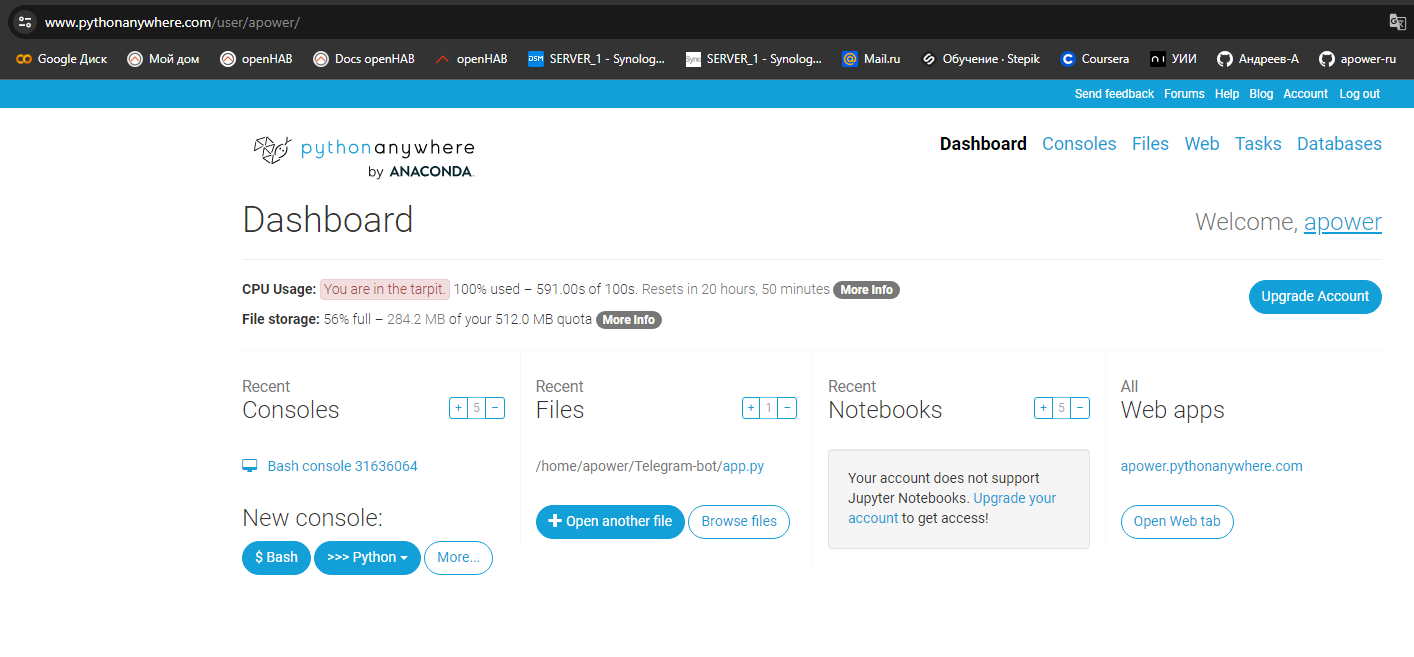 www.pythonanywhere.com/user/apower/
Google Диск Мой дом openHAB Docs openHAB openHAB DSM SERVER_1 - Synolog... Syno SERVER_1 - Synolog... @ Mail.ru Обучение · Stepik C Coursera УИИ Андреев-А apower-ru
Send feedback Forums Help Blog Account Log out
pythonanywhere
by ANACONDA.
Dashboard Consoles Files Web Tasks Databases
Dashboard
Welcome, apower
CPU Usage: You are in the tarpit. 100% used – 591.00s of 100s. Resets in 20 hours, 50 minutes More Info
Upgrade Account
File storage: 56% full – 284.2 MB of your 512.0 MB quota More Info
Recent
Consoles
+ 5 −
Bash console 31636064
New console:
$ Bash >>> Python More...
Recent
Files
+ 1 −
/home/apower/Telegram-bot/app.py
+ Open another file Browse files
Recent
Notebooks
+ 5 −
Your account does not support
Jupyter Notebooks. Upgrade your
account to get access!
All
Web apps
apower.pythonanywhere.com
Open Web tab